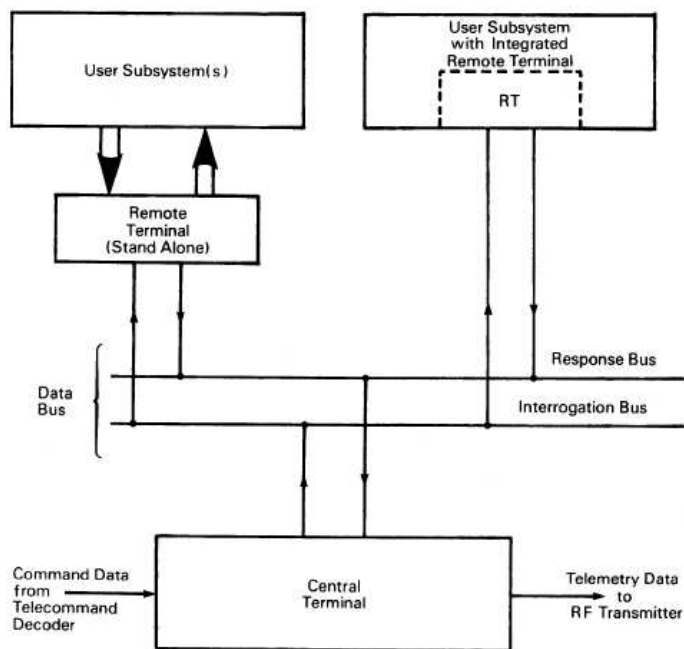 User Subsystem(s)
User Subsystem
with Integrated
Remote Terminal
RT
Remote
Terminal
(Stand Alone)
Response Bus
Data
Bus
Interrogation Bus
Command Data
from
Telecommand
Decoder
Central
Terminal
Telemetry Data
to
RF Transmitter